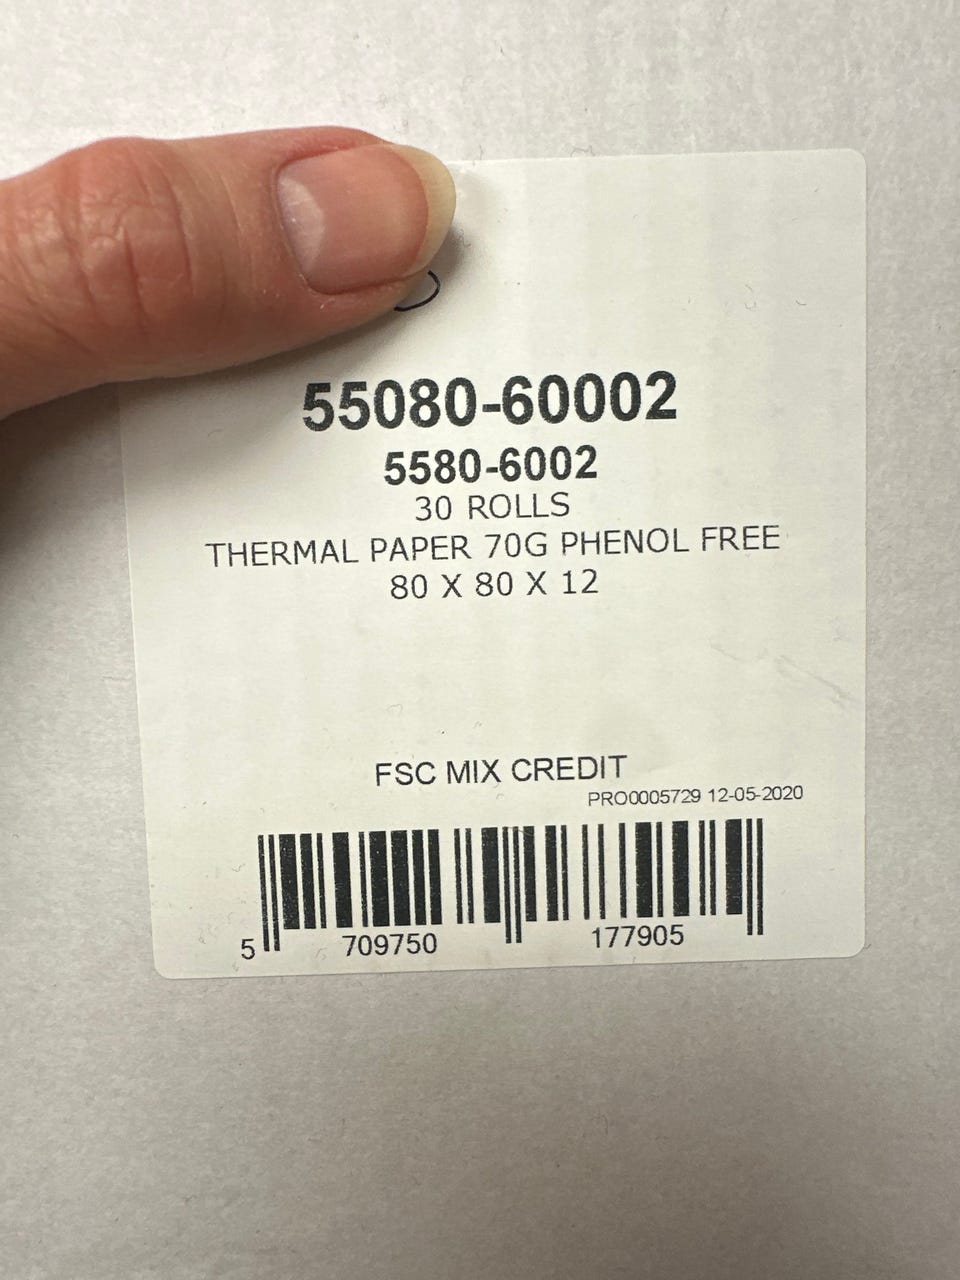 55080-60002
5580-6002
30 ROLLS
THERMAL PAPER 70G PHENOL FREE
80 X 80 X 12
FSC MIX CREDIT
PRO0005729 12-05-2020
5 709750 177905